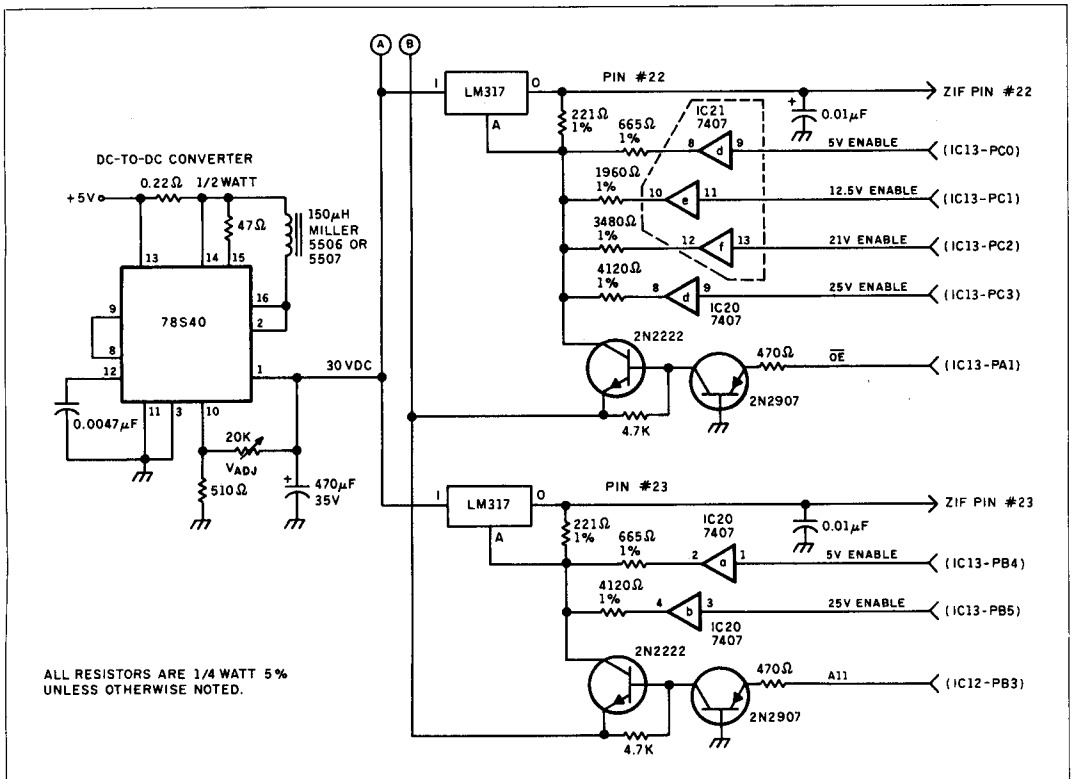 A B
I LM317 O
A
PIN #22
ZIF PIN #22
+
0.01µF
221Ω
1%
665Ω
1%
IC21
7407
8 d 9
5V ENABLE
(IC13-PC0)
1960Ω
1%
10 e 11
12.5V ENABLE
(IC13-PC1)
3480Ω
1%
12 f 13
21V ENABLE
(IC13-PC2)
4120Ω
1%
8 d 9
25V ENABLE
(IC13-PC3)
IC20
7407
2N2222
470Ω
OE
(IC13-PA1)
2N2907
4.7K
DC-TO-DC CONVERTER
0.22Ω 1/2 WATT
+5V
47Ω
150µH
MILLER
5506 OR
5507
13 14 15
16
2
9
8
78S40
12
1
30 VDC
11 3 10
0.0047µF
20K
VADJ
510Ω
+
470µF
35V
I LM317 O
A
PIN #23
ZIF PIN #23
0.01µF
221Ω
1%
665Ω
1%
IC20
7407
2 a 1
5V ENABLE
(IC13-PB4)
4120Ω
1%
4 b 3
25V ENABLE
(IC13-PB5)
IC20
7407
2N2222
470Ω
A11
(IC12-PB3)
2N2907
4.7K
ALL RESISTORS ARE 1/4 WATT 5%
UNLESS OTHERWISE NOTED.